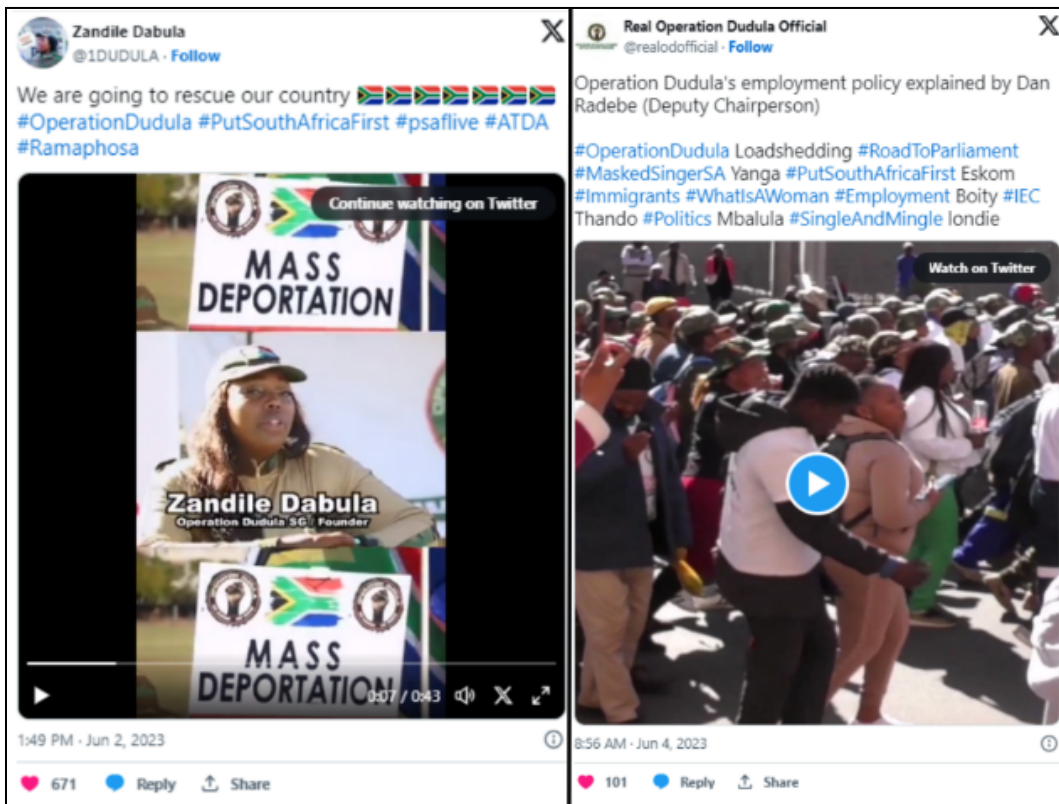 Zandile Dabula
@1DUDULA · Follow
We are going to rescue our country 🇿🇦🇿🇦🇿🇦🇿🇦🇿🇦🇿🇦🇿🇦
#OperationDudula #PutSouthAfricaFirst #psaflive #ATDA
#Ramaphosa
Continue watching on Twitter
MASS
DEPORTATION
Zandile Dabula
Operation Dudula SG / Founder
MASS
DEPORTATION
0:07 / 0:43
1:49 PM · Jun 2, 2023
671 Reply Share
Real Operation Dudula Official
@realodofficial · Follow
Operation Dudula's employment policy explained by Dan
Radebe (Deputy Chairperson)
#OperationDudula Loadshedding #RoadToParliament
#MaskedSingerSA Yanga #PutSouthAfricaFirst Eskom
#Immigrants #WhatIsAWoman #Employment Boity #IEC
Thando #Politics Mbalula #SingleAndMingle londie
Watch on Twitter
8:56 AM · Jun 4, 2023
101 Reply Share